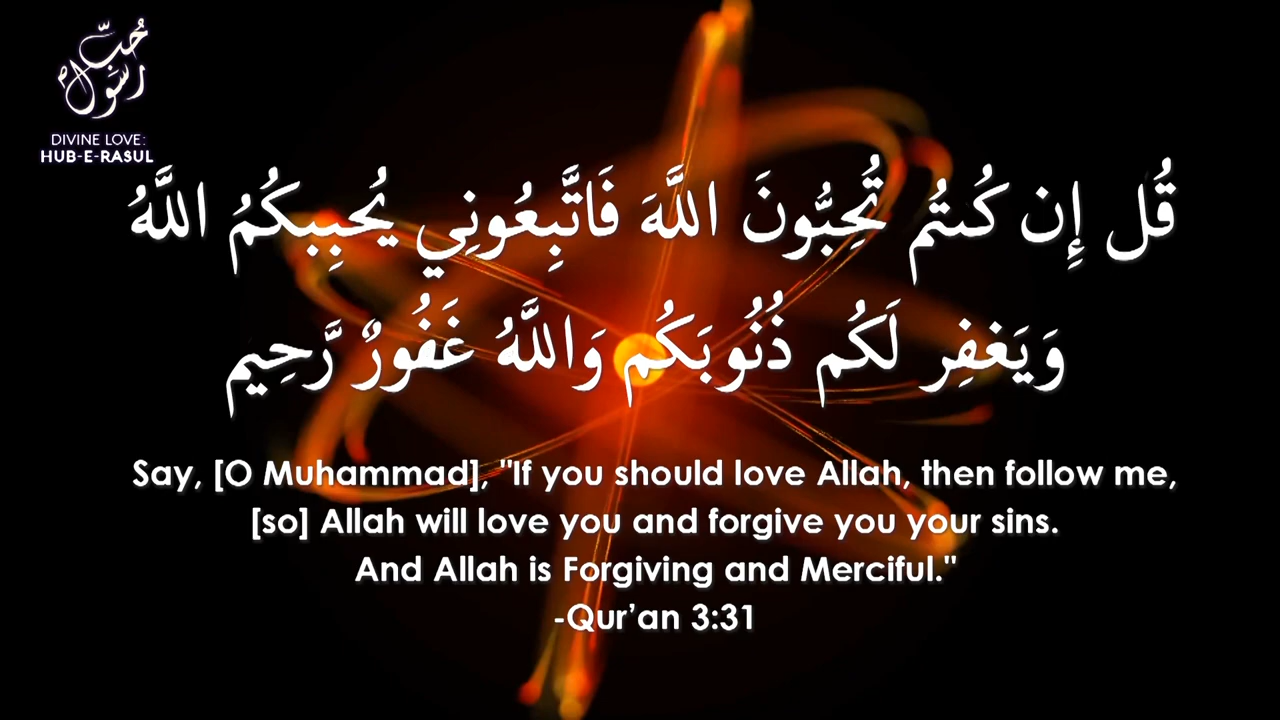 حُبِّ
رَسُوْل
DIVINE LOVE:
HUB-E-RASUL
قُل إِن كُنتُم تُحِبُّونَ اللَّهَ فَاتَّبِعُونِي يُحبِبكُمُ اللَّهُ
وَيَغفِر لَكُم ذُنُوبَكُم وَاللَّهُ غَفُورٌ رَّحِيم
Say, [O Muhammad], "If you should love Allah, then follow me,
[so] Allah will love you and forgive you your sins.
And Allah is Forgiving and Merciful."
-Qur’an 3:31